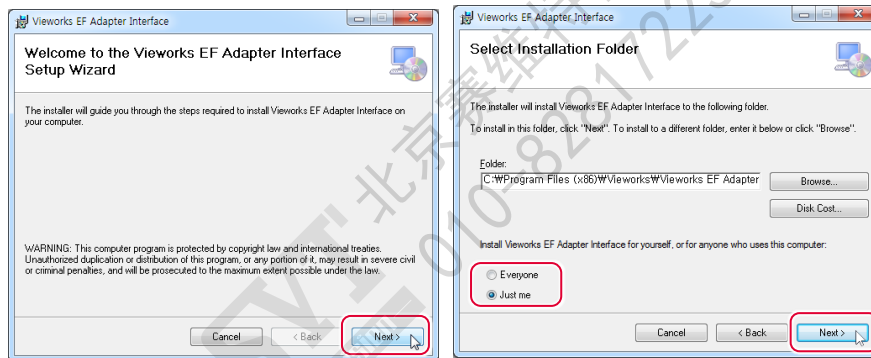 Vieworks EF Adapter Interface
Welcome to the Vieworks EF Adapter Interface
Setup Wizard
The installer will guide you through the steps required to install Vieworks EF Adapter Interface on
your computer.
WARNING: This computer program is protected by copyright law and international treaties.
Unauthorized duplication or distribution of this program, or any portion of it, may result in severe civil
or criminal penalties, and will be prosecuted to the maximum extent possible under the law.
Cancel
< Back
Next >
Vieworks EF Adapter Interface
Select Installation Folder
The installer will install Vieworks EF Adapter Interface to the following folder.
To install in this folder, click "Next". To install to a different folder, enter it below or click "Browse".
Folder:
C:₩Program Files (x86)₩Vieworks₩Vieworks EF Adapter
Browse...
Disk Cost...
Install Vieworks EF Adapter Interface for yourself, or for anyone who uses this computer:
Everyone
Just me
Cancel
< Back
Next >
北京赛维特